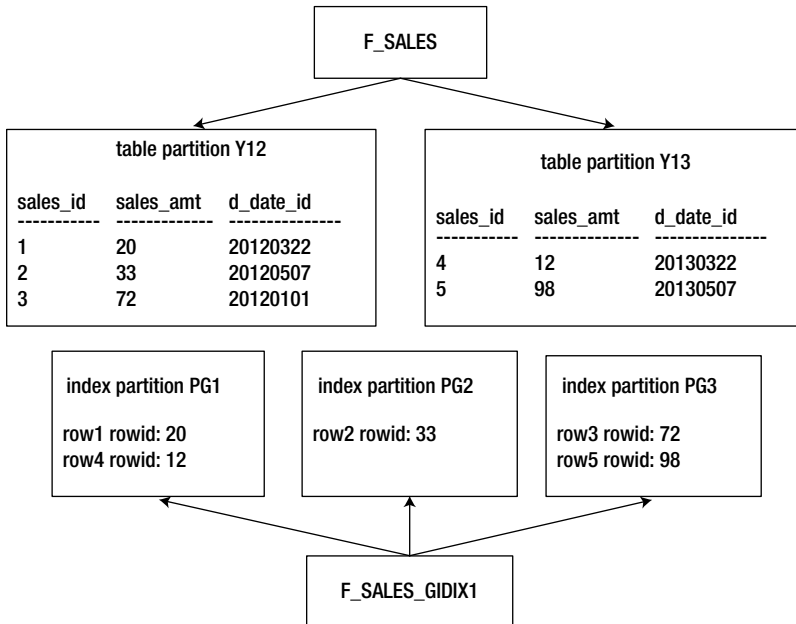 F_SALES
table partition Y12
sales_id sales_amt d_date_id
----------- ------------- ---------------
1 20 20120322
2 33 20120507
3 72 20120101
table partition Y13
sales_id sales_amt d_date_id
----------- -------------- ---------------
4 12 20130322
5 98 20130507
index partition PG1
row1 rowid: 20
row4 rowid: 12
index partition PG2
row2 rowid: 33
index partition PG3
row3 rowid: 72
row5 rowid: 98
F_SALES_GIDIX1